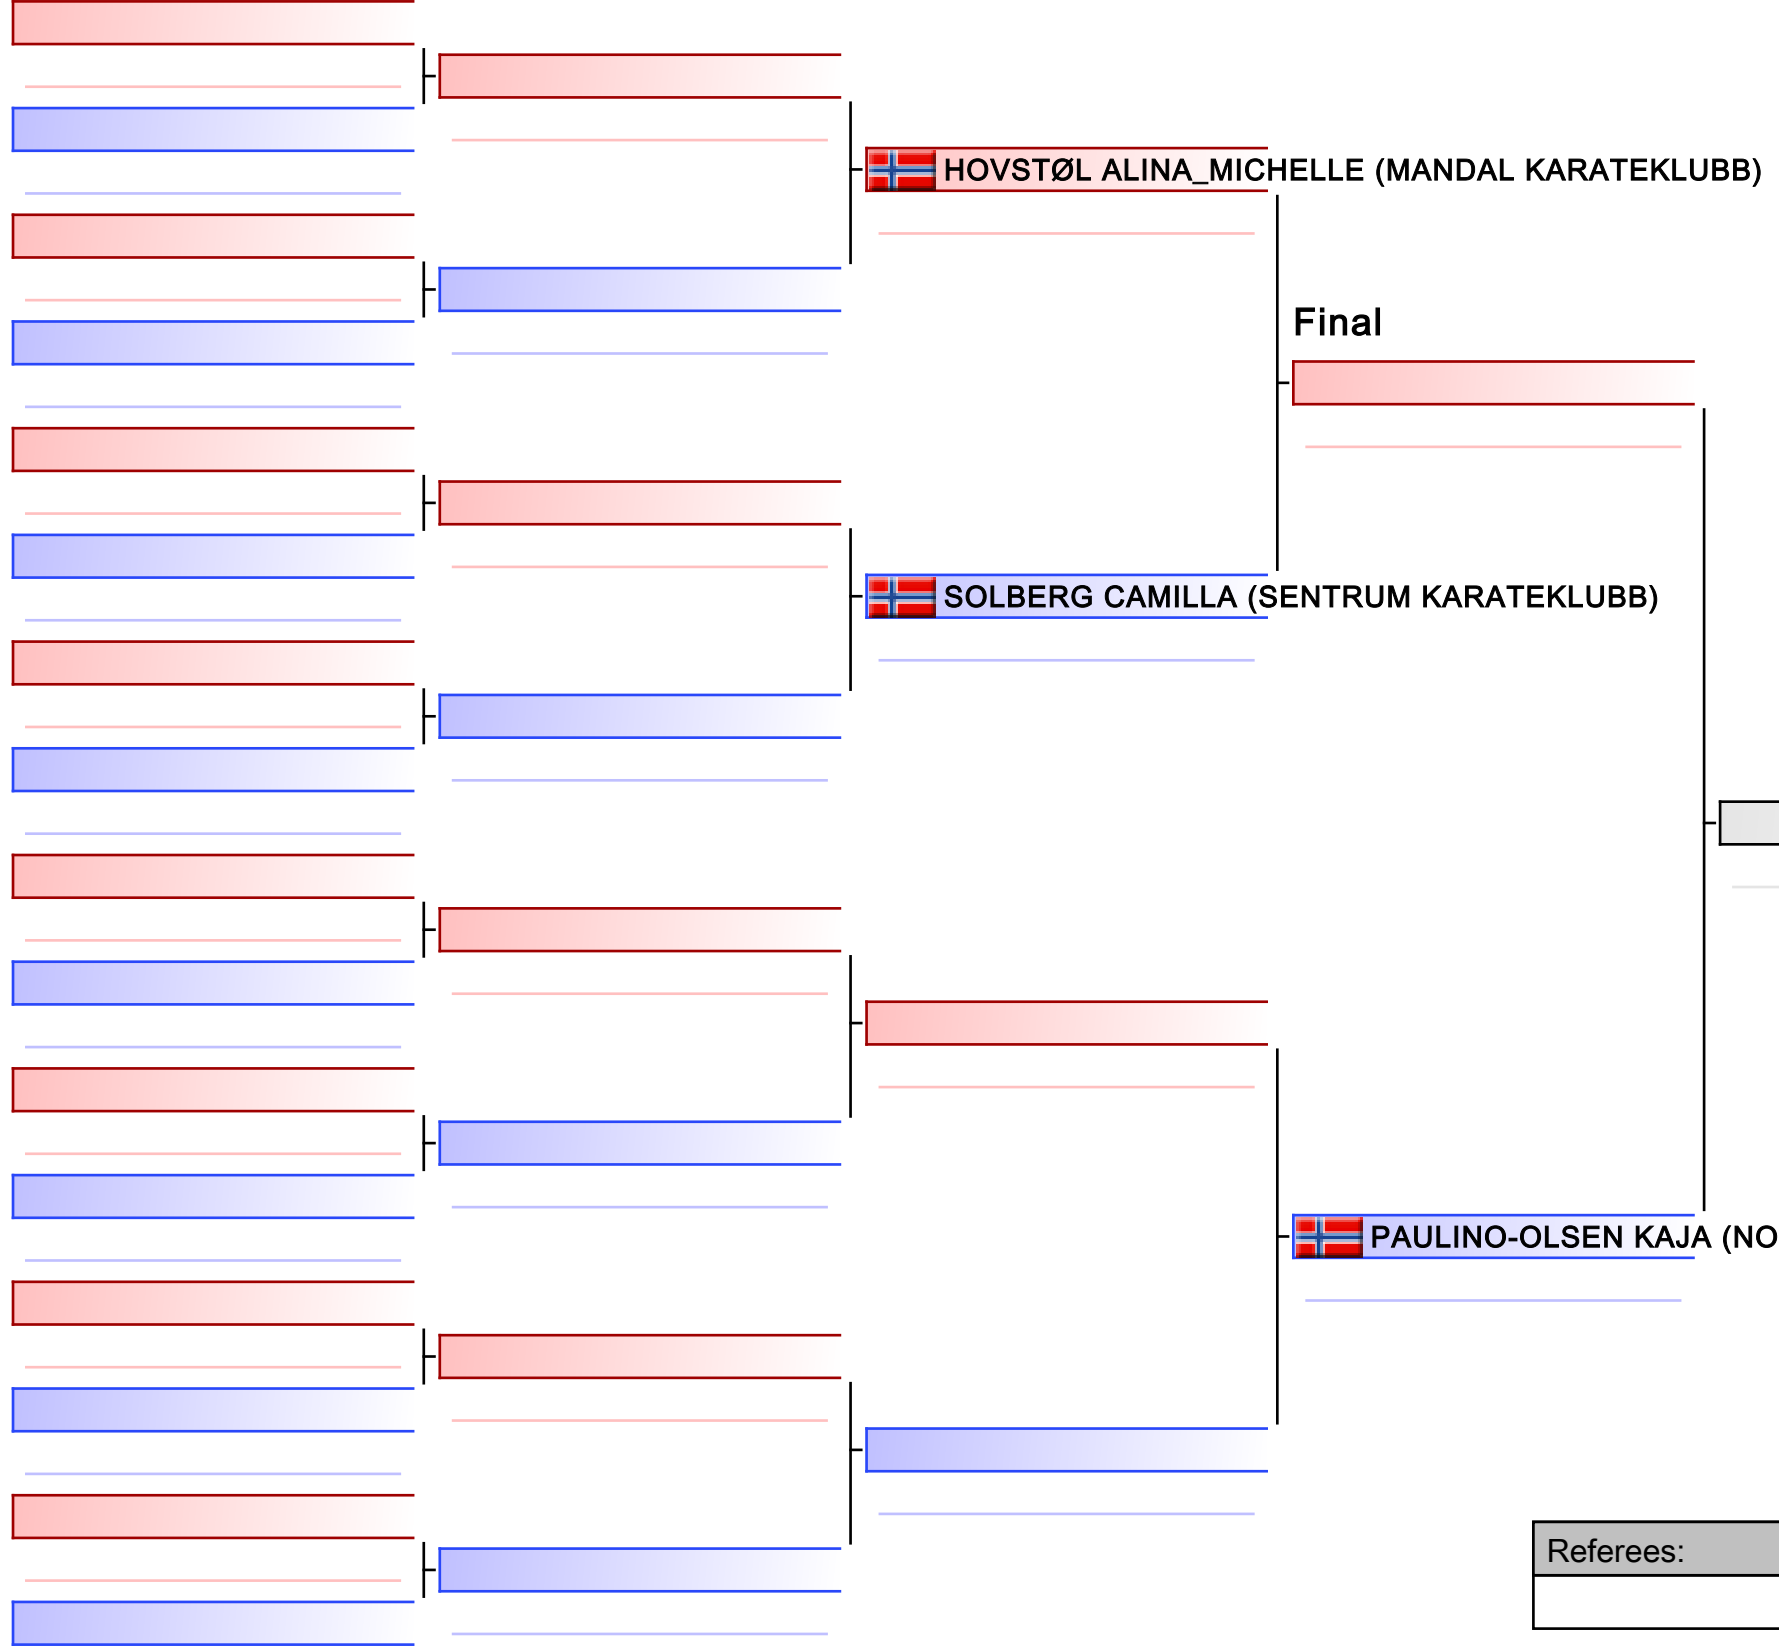 HOVSTØL ALINA_MICHELLE (MANDAL KARATEKLUBB)
Final
SOLBERG CAMILLA (SENTRUM KARATEKLUBB)
PAULINO-OLSEN KAJA (NO
Referees: